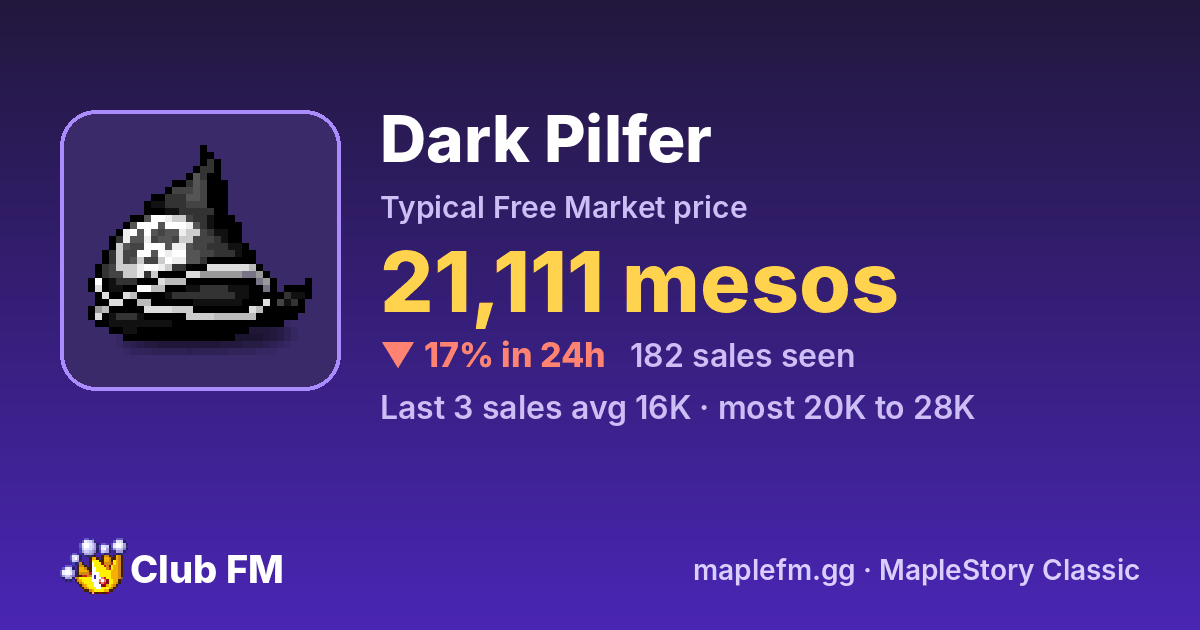 Dark Pilfer
Typical Free Market price
21,111 mesos
▼ 17% in 24h 182 sales seen
Last 3 sales avg 16K · most 20K to 28K
Club FM
maplefm.gg · MapleStory Classic